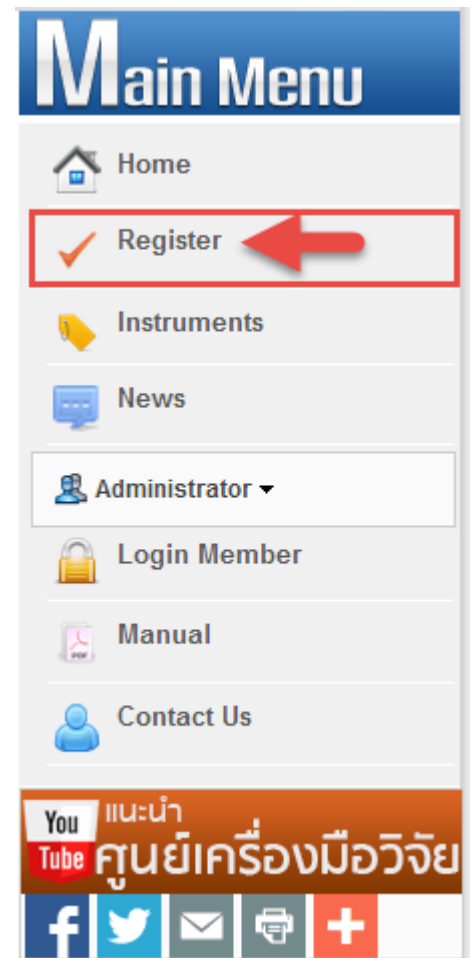 Main Menu
Home
Register
Instruments
News
Administrator
Login Member
PDF
Manual
Contact Us
You แนะนำ
Tube ศูนย์เครื่องมือวิจัย